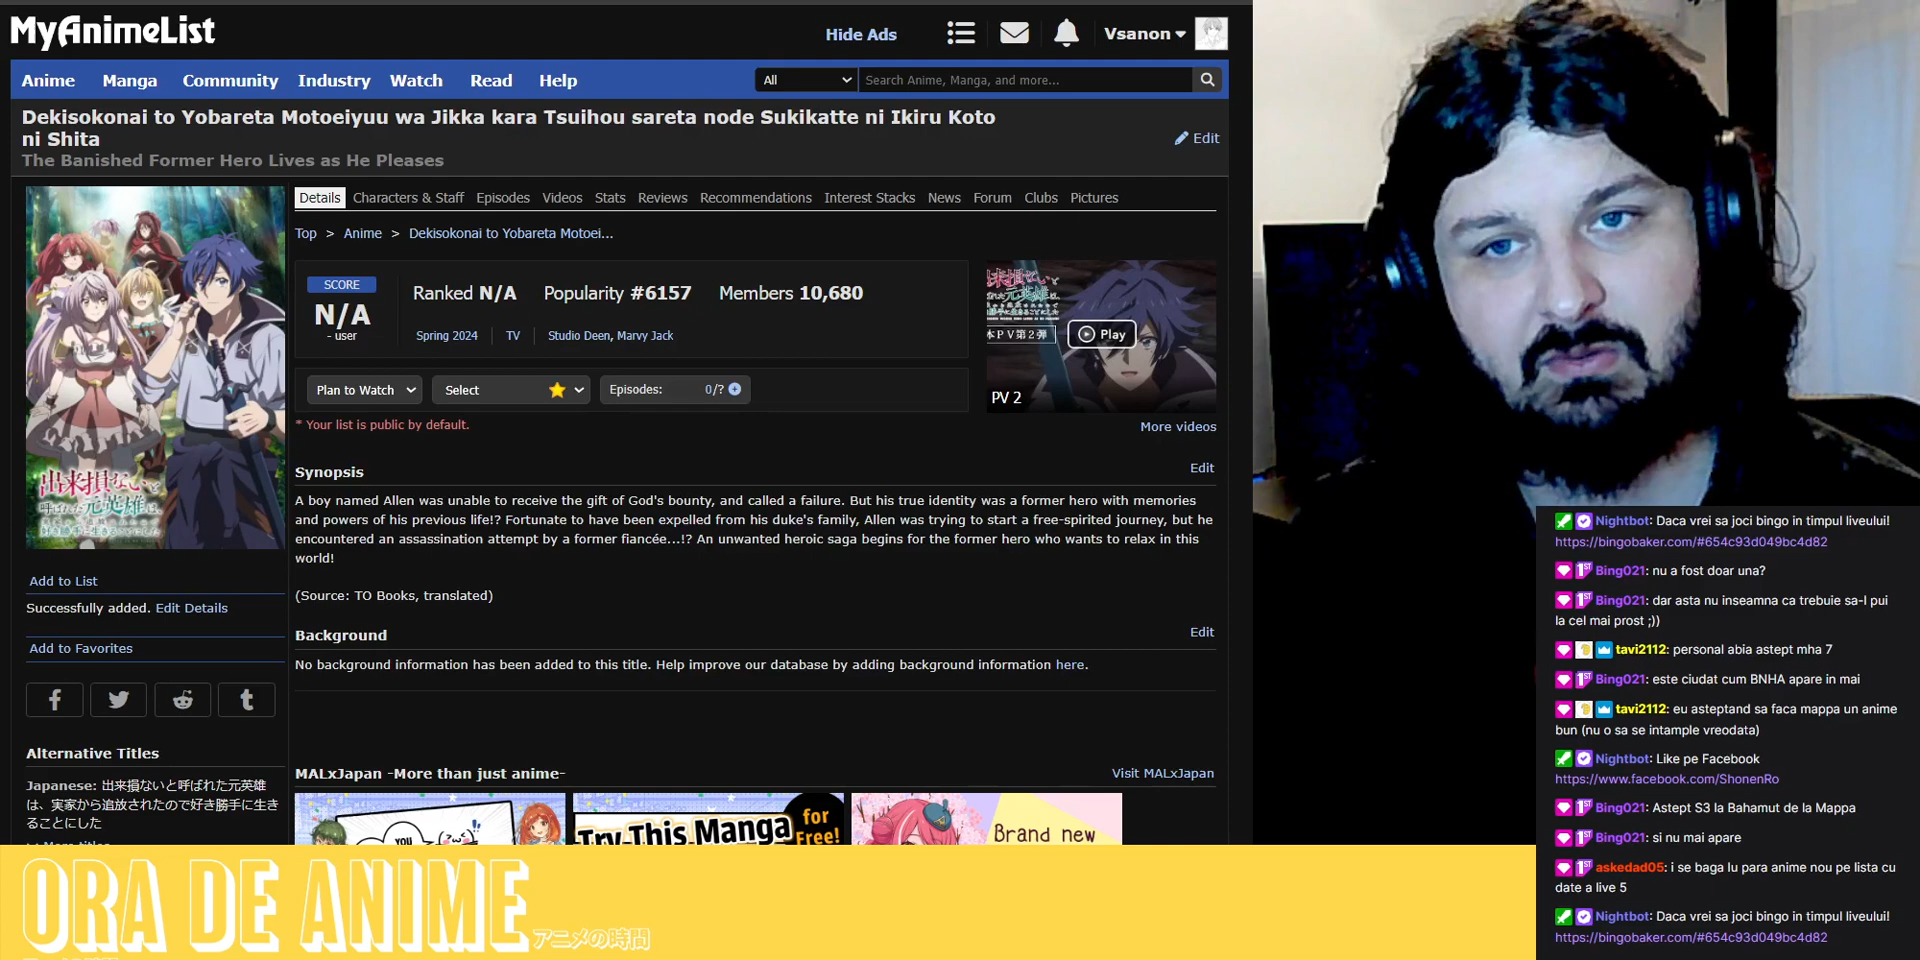 MyAnimeList
Hide Ads
Vsanon
Anime Manga Community Industry Watch Read Help
All
Search Anime, Manga, and more...
Dekisokonai to Yobareta Motoeiyuu wa Jikka kara Tsuihou sareta node Sukikatte ni Ikiru Koto
ni Shita
Edit
The Banished Former Hero Lives as He Pleases
Details Characters & Staff Episodes Videos Stats Reviews Recommendations Interest Stacks News Forum Clubs Pictures
Top > Anime > Dekisokonai to Yobareta Motoei...
SCORE
N/A
- user
Ranked N/A Popularity #6157 Members 10,680
Spring 2024 TV Studio Deen, Marvy Jack
Play
PV 2
Plan to Watch
Select
Episodes: 0/?
* Your list is public by default.
More videos
Synopsis
Edit
A boy named Allen was unable to receive the gift of God's bounty, and called a failure. But his true identity was a former hero with memories
and powers of his previous life!? Fortunate to have been expelled from his duke's family, Allen was trying to start a free-spirited journey, but he
encountered an assassination attempt by a former fiancée...!? An unwanted heroic saga begins for the former hero who wants to relax in this
world!
(Source: TO Books, translated)
Background
Edit
No background information has been added to this title. Help improve our database by adding background information here.
出来損ないと
呼ばれた元英雄は、
Add to List
Successfully added. Edit Details
Add to Favorites
Alternative Titles
Japanese: 出来損ないと呼ばれた元英雄
は、実家から追放されたので好き勝手に生き
ることにした
MALxJapan -More than just anime-
Visit MALxJapan
YOU
Try This Manga
for
Free!
Brand new
ORA DE ANIME
アニメの時間
Nightbot: Daca vrei sa joci bingo in timpul liveului!
https://bingobaker.com/#654c93d049bc4d82
Bing021: nu a fost doar una?
Bing021: dar asta nu inseamna ca trebuie sa-l pui
la cel mai prost ;))
tavi2112: personal abia astept mha 7
Bing021: este ciudat cum BNHA apare in mai
tavi2112: eu asteptand sa faca mappa un anime
bun (nu o sa se intample vreodata)
Nightbot: Like pe Facebook
https://www.facebook.com/ShonenRo
Bing021: Astept S3 la Bahamut de la Mappa
Bing021: si nu mai apare
askedad05: i se baga lu para anime nou pe lista cu
date a live 5
Nightbot: Daca vrei sa joci bingo in timpul liveului!
https://bingobaker.com/#654c93d049bc4d82